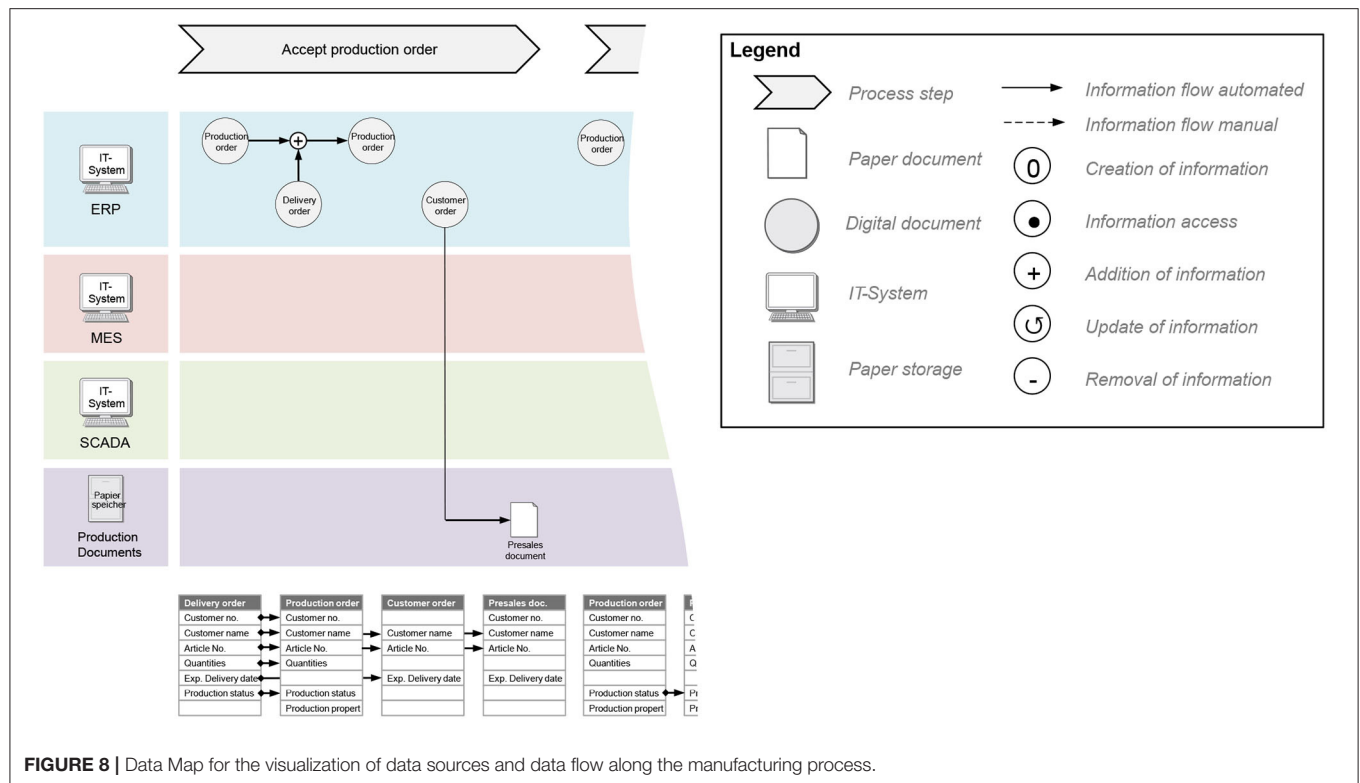 Accept production order
Legend
Process step
Information flow automated
Information flow manual
Paper document
Creation of information
Digital document
Information access
IT-System
Addition of information
Update of information
Paper storage
Removal of information
IT-
System
ERP
Production
order
+
Production
order
Production
order
Delivery
order
Customer
order
IT-
System
MES
IT-
System
SCADA
Papier
speicher
Production
Documents
Presales
document
0
+
-
Delivery order Production order Customer order Presales doc. Production order
Customer no. Customer no. Customer no. Customer no. C
Customer name Customer name Customer name Customer name Customer name C
Article No. Article No. Article No. Article No. Article No. A
Quantities Quantities Quantities Q
Exp. Delivery date Exp. Delivery date Exp. Delivery date
Production status Production status Production status Pr
Production propert Production propert Pr
FIGURE 8 | Data Map for the visualization of data sources and data flow along the manufacturing process.